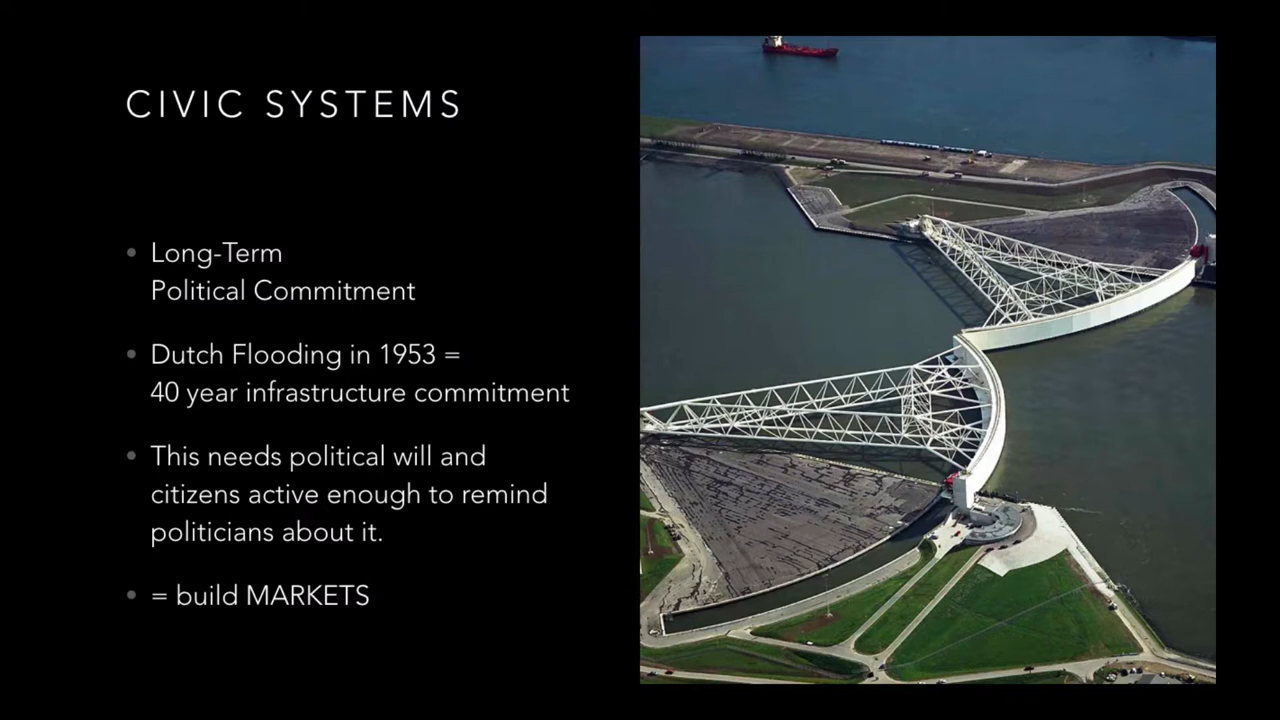 CIVIC SYSTEMS
• Long-Term
Political Commitment
• Dutch Flooding in 1953 =
40 year infrastructure commitment
• This needs political will and
citizens active enough to remind
politicians about it.
• = build MARKETS